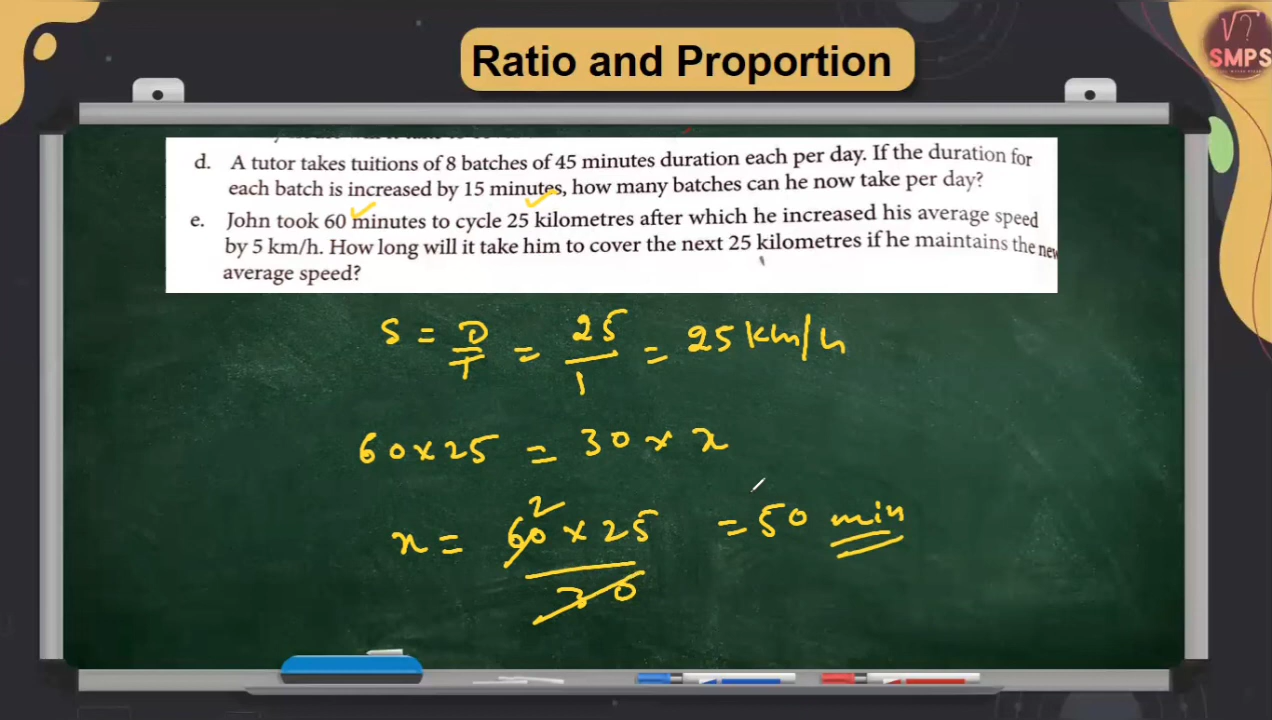 Ratio and Proportion
√?
SMPS
d. A tutor takes tuitions of 8 batches of 45 minutes duration each per day. If the duration for
each batch is increased by 15 minutes, how many batches can he now take per day?
e. John took 60 minutes to cycle 25 kilometres after which he increased his average speed
by 5 km/h. How long will it take him to cover the next 25 kilometres if he maintains the new
average speed?
S = D/T = 25/1 = 25 km/h
60 × 25 = 30 × x
x = 60² × 25 / 30 = 50 min